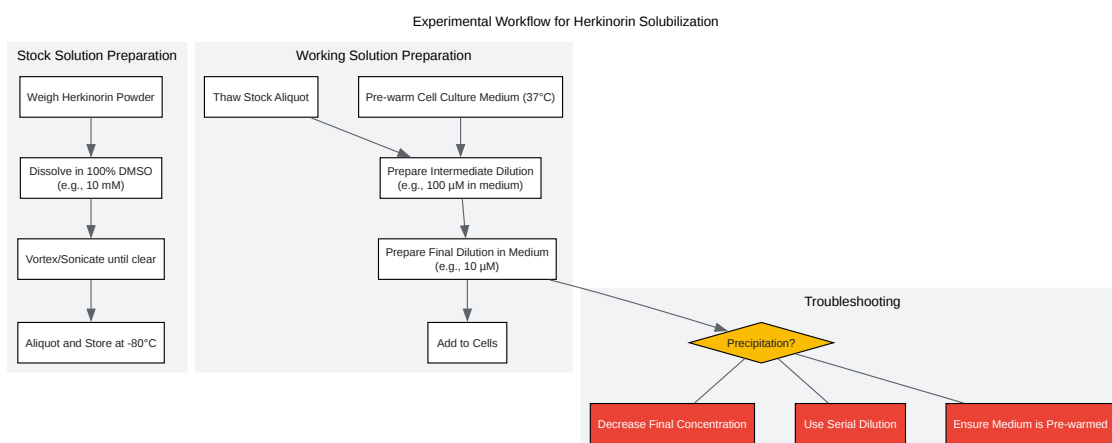 Experimental Workflow for Herkinorin Solubilization
Stock Solution Preparation
Weigh Herkinorin Powder
Dissolve in 100% DMSO
(e.g., 10 mM)
Vortex/Sonicate until clear
Aliquot and Store at -80°C
Working Solution Preparation
Thaw Stock Aliquot
Pre-warm Cell Culture Medium (37°C)
Prepare Intermediate Dilution
(e.g., 100 µM in medium)
Prepare Final Dilution in Medium
(e.g., 10 µM)
Add to Cells
Troubleshooting
Precipitation?
Decrease Final Concentration
Use Serial Dilution
Ensure Medium is Pre-warmed